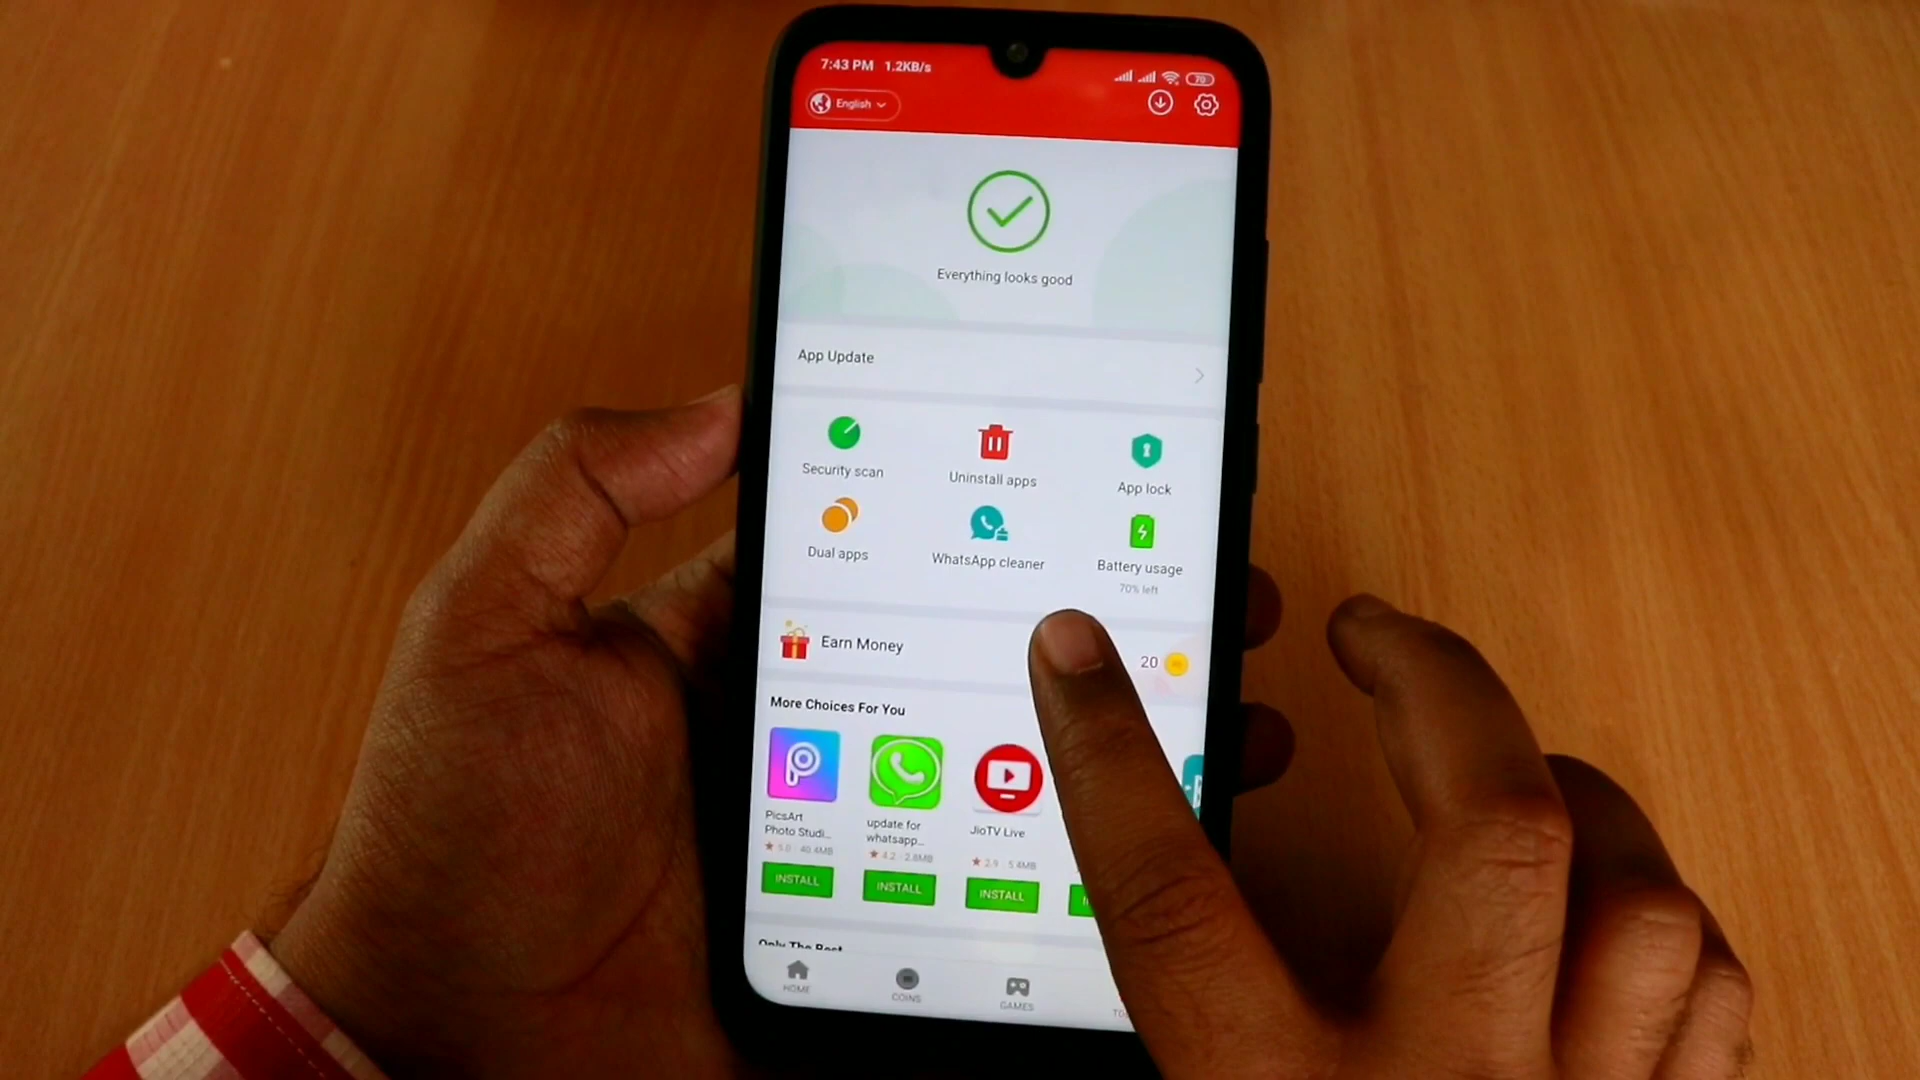 7:43 PM 1.2KB/s
70
English
Everything looks good
App Update
Security scan
Uninstall apps
App lock
Dual apps
WhatsApp cleaner
Battery usage
70% left
Earn Money
20
More Choices For You
PicsArt
Photo Studi...
5.0 40.4MB
INSTALL
update for
whatsapp...
4.2 2.8MB
INSTALL
JioTV Live
2.9 5.4MB
INSTALL
Only The Best
HOME
COINS
GAMES